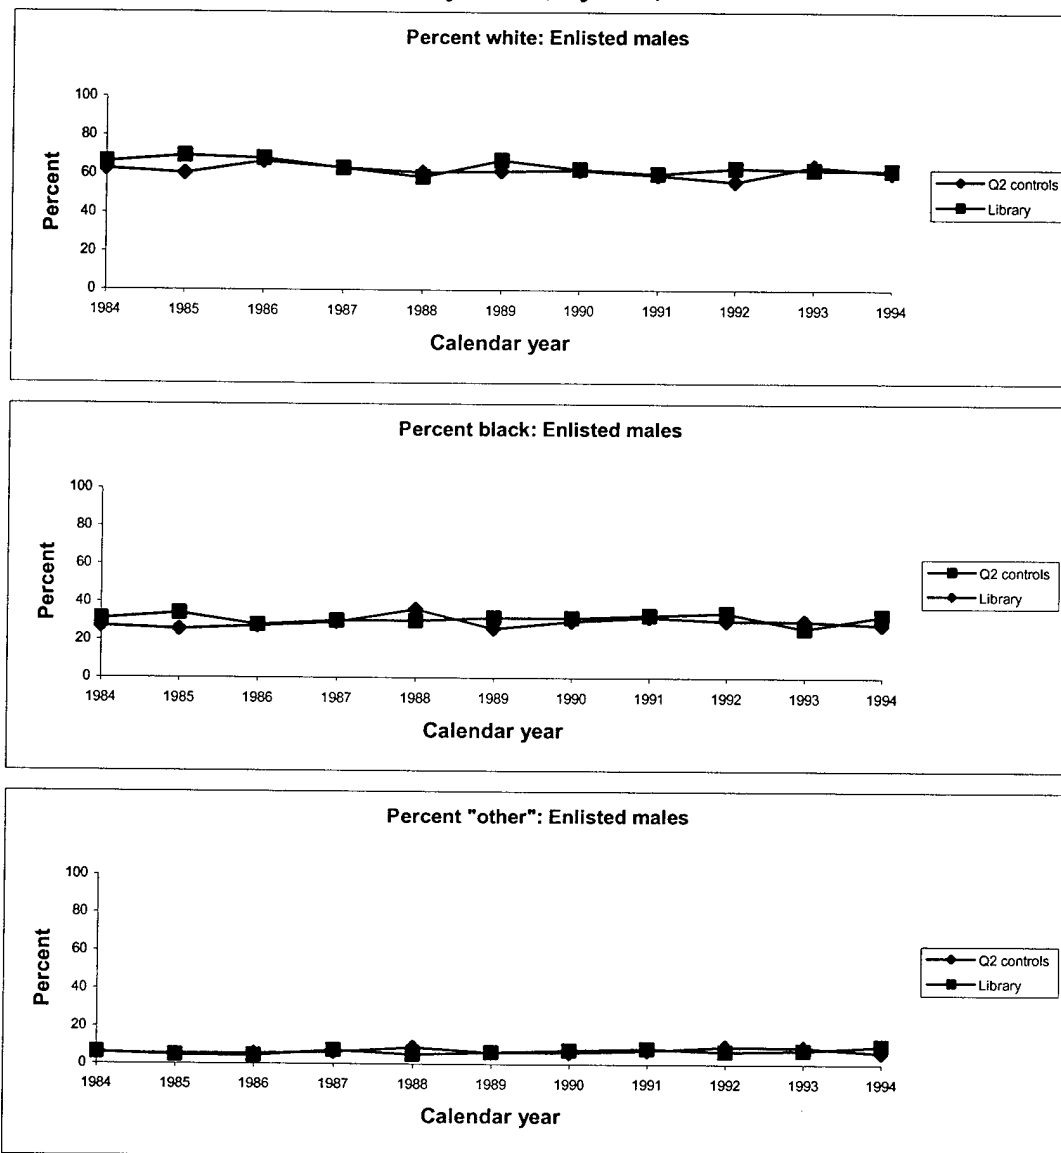 Percent white: Enlisted males
100
80
60
40
20
0
Percent
1984 1985 1986 1987 1988 1989 1990 1991 1992 1993 1994
Calendar year
Q2 controls
Library
Percent black: Enlisted males
100
80
60
40
20
0
Percent
1984 1985 1986 1987 1988 1989 1990 1991 1992 1993 1994
Calendar year
Q2 controls
Library
Percent "other": Enlisted males
100
80
60
40
20
0
Percent
1984 1985 1986 1987 1988 1989 1990 1991 1992 1993 1994
Calendar year
Q2 controls
Library